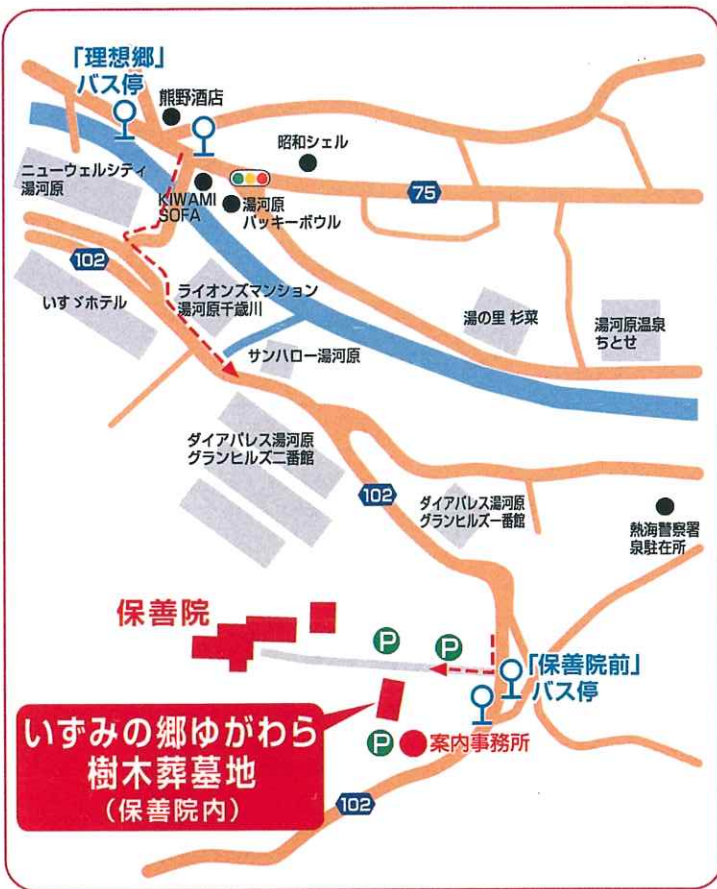 「理想郷」
バス停
熊野酒店
昭和シェル
ニューウェルシティ
湯河原
KIWAMI
SOFA
湯河原
バッキーボウル
75
102
いすゞホテル
ライオンズマンション
湯河原千歳川
湯の里 杉菜
湯河原温泉
ちとせ
サンハロー湯河原
ダイアパレス湯河原
グランヒルズ二番館
102
ダイアパレス湯河原
グランヒルズ一番館
熱海警察署
泉駐在所
保善院
P
P
「保善院前」
バス停
いずみの郷ゆがわら
樹木葬墓地
(保善院内)
P
案内事務所
102